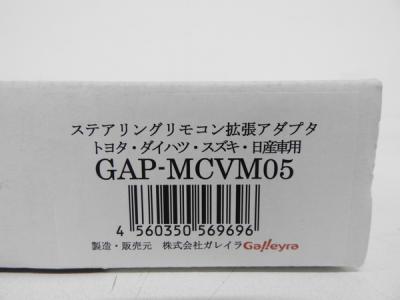 ステアリングリモコン拡張アダプタ
トヨタ・ダイハツ・スズキ・日産車用
GAP-MCVM05
4 560350 569696
製造・販売元 株式会社ガレイラ Galleyra